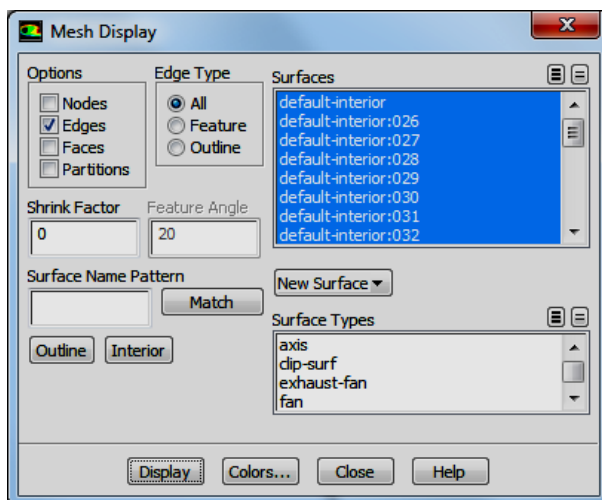 Mesh Display
Options
Nodes
Edges
Faces
Partitions
Edge Type
All
Feature
Outline
Shrink Factor
0
Feature Angle
20
Surface Name Pattern
Match
Outline Interior
Surfaces
default-interior
default-interior:026
default-interior:027
default-interior:028
default-interior:029
default-interior:030
default-interior:031
default-interior:032
New Surface
Surface Types
axis
clip-surf
exhaust-fan
fan
Display Colors... Close Help